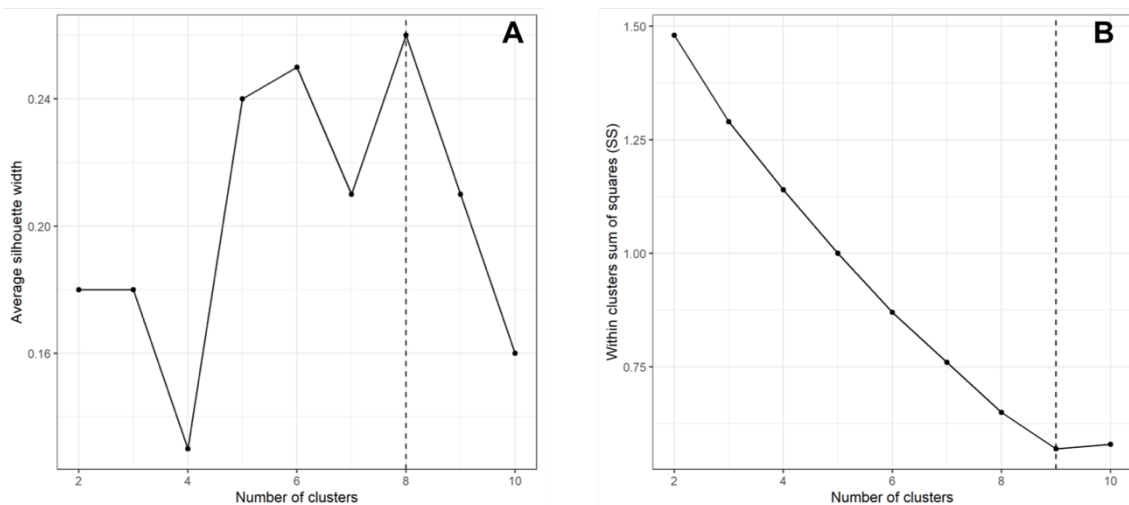 A
Average silhouette width
0.24
0.20
0.16
2 4 6 8 10
Number of clusters
B
Within clusters sum of squares (SS)
1.50
1.25
1.00
0.75
2 4 6 8 10
Number of clusters